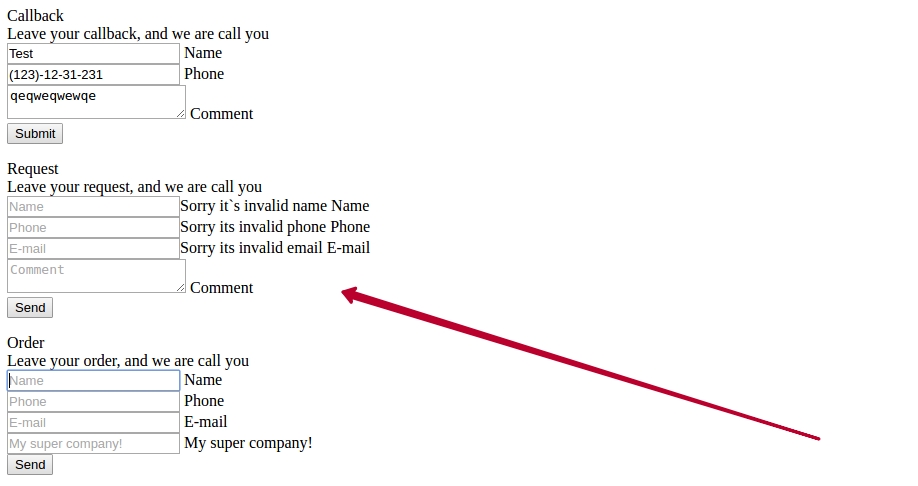 Callback
Leave your callback, and we are call you
Test Name
(123)-12-31-231 Phone
qeqweqwewqe
Comment
Submit
Request
Leave your request, and we are call you
Name Sorry it`s invalid name Name
Phone Sorry its invalid phone Phone
E-mail Sorry its invalid email E-mail
Comment
Comment
Send
Order
Leave your order, and we are call you
Name Name
Phone Phone
E-mail E-mail
My super company! My super company!
Send